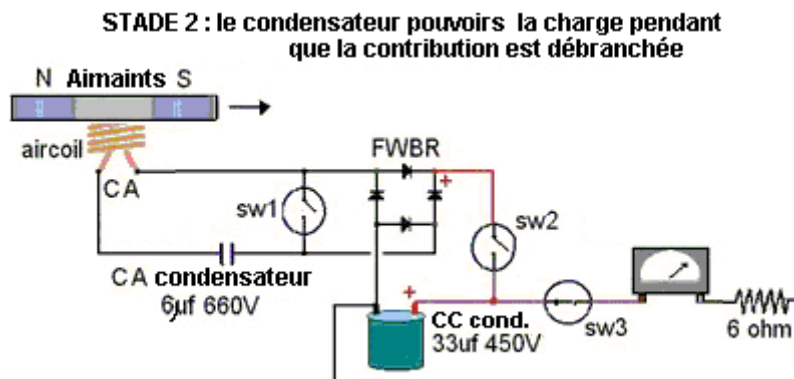 STADE 2 : le condensateur pouvoirs la charge pendant
que la contribution est débranchée
N Aimaints S
aircoil
CA
FWBR
+
sw1
sw2
CA condensateur
6µf 660V
+
CC cond.
33uf 450V
sw3
6 ohm